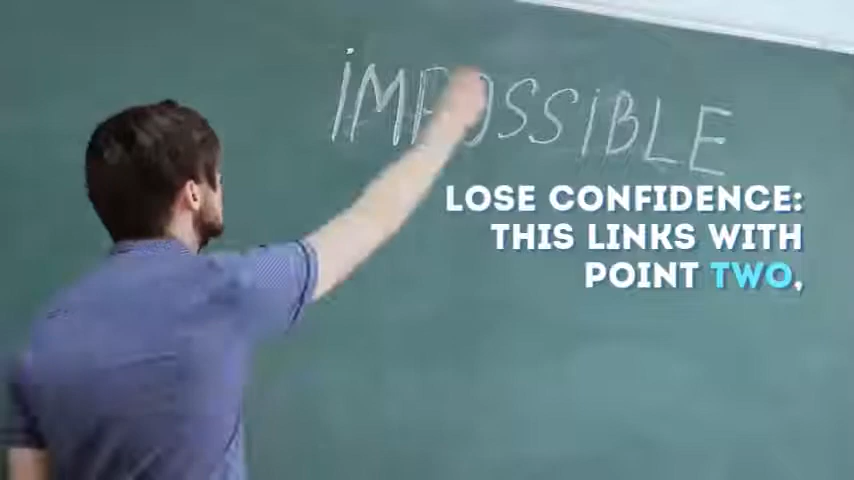 iMPOSSIBLE
LOSE CONFIDENCE:
THIS LINKS WITH
POINT TWO,